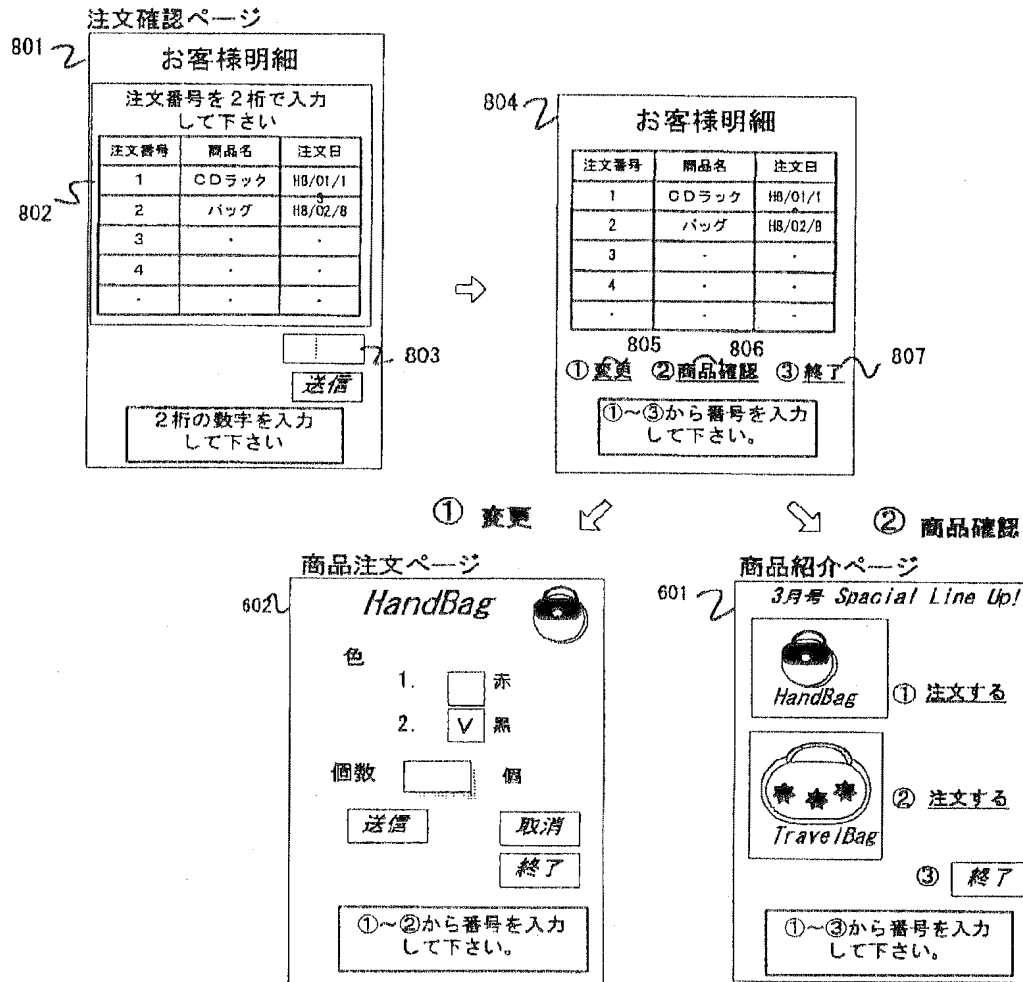 注文確認ページ
801
お客様明細
注文番号を2桁で入力
して下さい
注文番号 商品名 注文日
1 CDラック H8/01/1
3
2 バッグ H8/02/8
3 ・ ・
4 ・ ・
・ ・ ・
802
803
送信
2桁の数字を入力
して下さい
804
お客様明細
注文番号 商品名 注文日
1 CDラック H8/01/1
2 バッグ H8/02/8
3 ・ ・
4 ・ ・
・ ・ ・
805 806 807
①変更 ②商品確認 ③終了
①~③から番号を入力
して下さい。
① 変更
② 商品確認
商品注文ページ
602
HandBag
色
1. 赤
2. V 黒
個数 個
送信 取消
終了
①~②から番号を入力
して下さい。
商品紹介ページ
601
3月号 Spacial Line Up!
HandBag
① 注文する
TravelBag
② 注文する
③ 終了
①~③から番号を入力
して下さい。